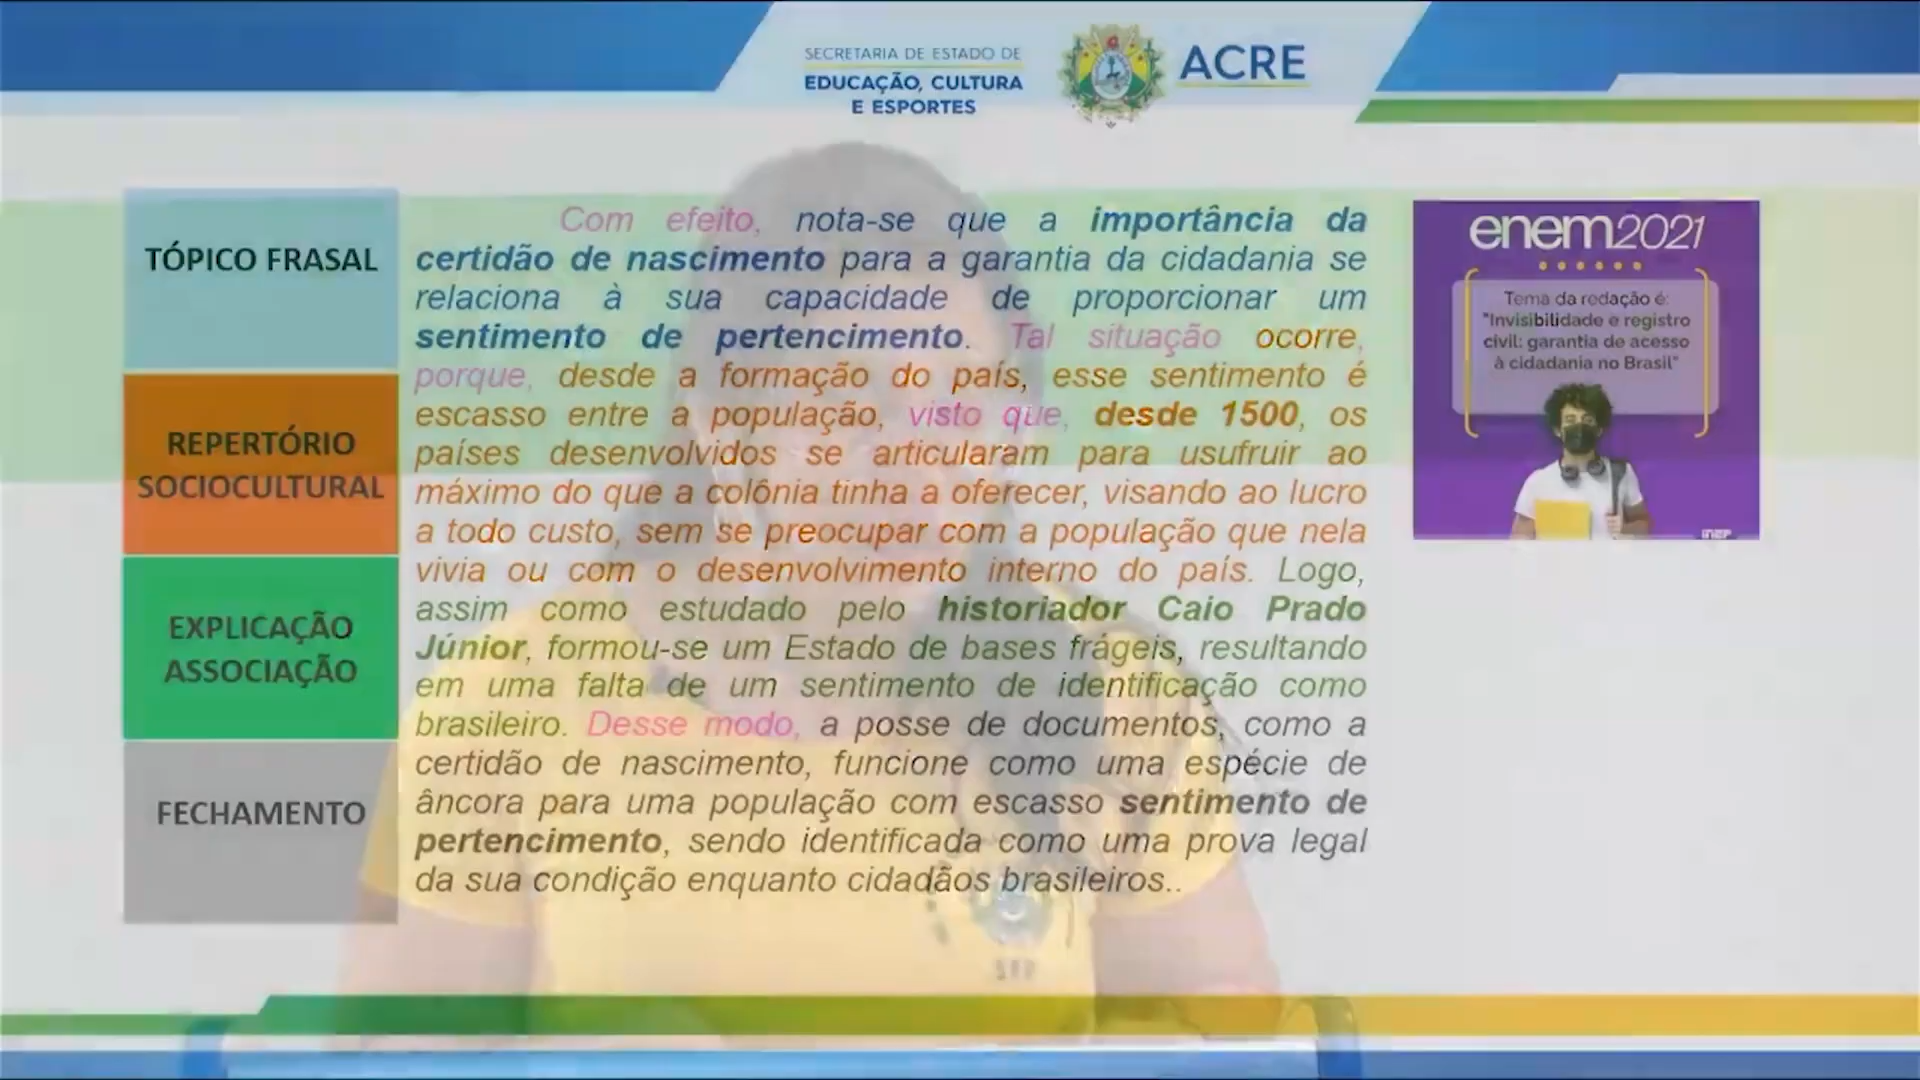 SECRETARIA DE ESTADO DE
EDUCAÇÃO, CULTURA
E ESPORTES
ACRE
TÓPICO FRASAL
REPERTÓRIO
SOCIOCULTURAL
EXPLICAÇÃO
ASSOCIAÇÃO
FECHAMENTO
Com efeito, nota-se que a importância da
certidão de nascimento para a garantia da cidadania se
relaciona à sua capacidade de proporcionar um
sentimento de pertencimento. Tal situação ocorre,
porque, desde a formação do país, esse sentimento é
escasso entre a população, visto que, desde 1500, os
países desenvolvidos se articularam para usufruir ao
máximo do que a colônia tinha a oferecer, visando ao lucro
a todo custo, sem se preocupar com a população que nela
vivia ou com o desenvolvimento interno do país. Logo,
assim como estudado pelo historiador Caio Prado
Júnior, formou-se um Estado de bases frágeis, resultando
em uma falta de um sentimento de identificação como
brasileiro. Desse modo, a posse de documentos, como a
certidão de nascimento, funcione como uma espécie de
âncora para uma população com escasso sentimento de
pertencimento, sendo identificada como uma prova legal
da sua condição enquanto cidadãos brasileiros..
enem2021
Tema da redação é:
"Invisibilidade e registro
civil: garantia de acesso
à cidadania no Brasil"
inep